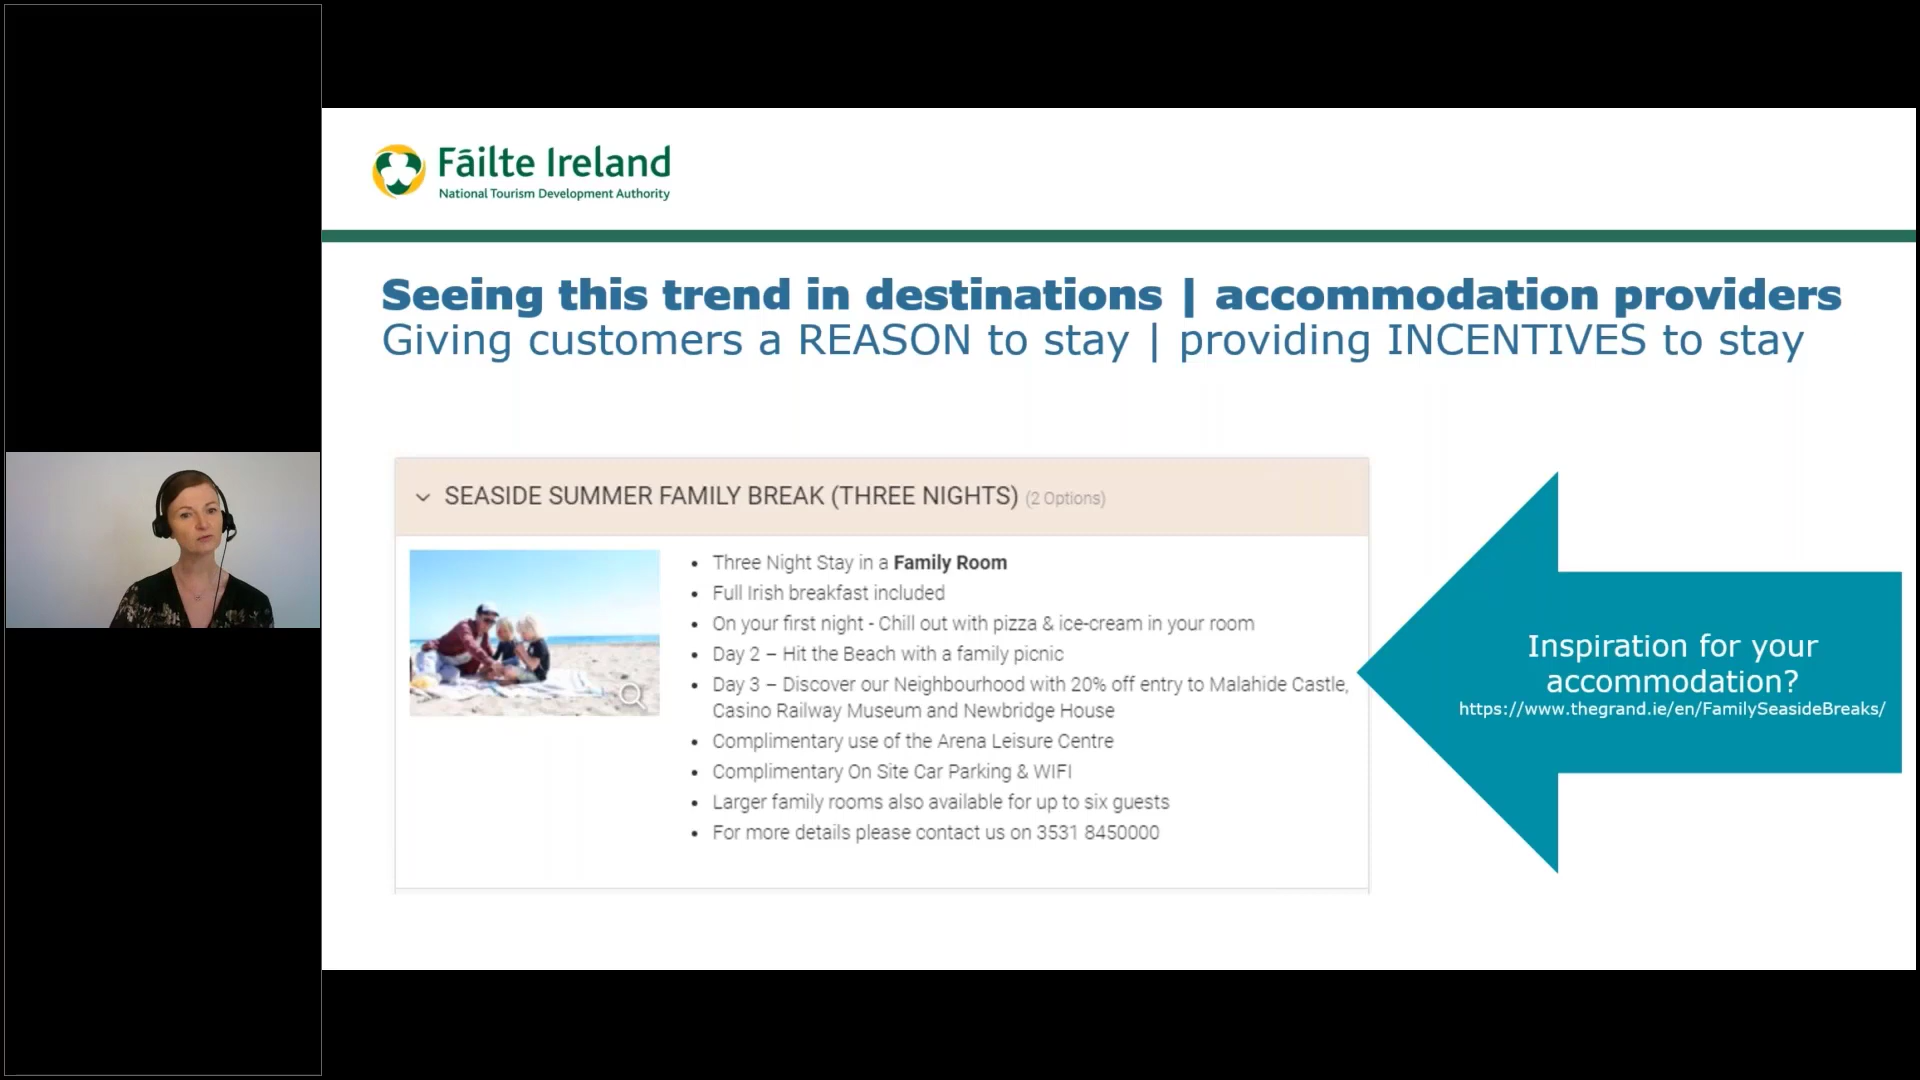 Fáilte Ireland
National Tourism Development Authority
Seeing this trend in destinations | accommodation providers
Giving customers a REASON to stay | providing INCENTIVES to stay
SEASIDE SUMMER FAMILY BREAK (THREE NIGHTS) (2 Options)
• Three Night Stay in a Family Room
• Full Irish breakfast included
• On your first night - Chill out with pizza & ice-cream in your room
• Day 2 – Hit the Beach with a family picnic
• Day 3 – Discover our Neighbourhood with 20% off entry to Malahide Castle,
Casino Railway Museum and Newbridge House
• Complimentary use of the Arena Leisure Centre
• Complimentary On Site Car Parking & WIFI
• Larger family rooms also available for up to six guests
• For more details please contact us on 3531 8450000
Inspiration for your
accommodation?
https://www.thegrand.ie/en/FamilySeasideBreaks/